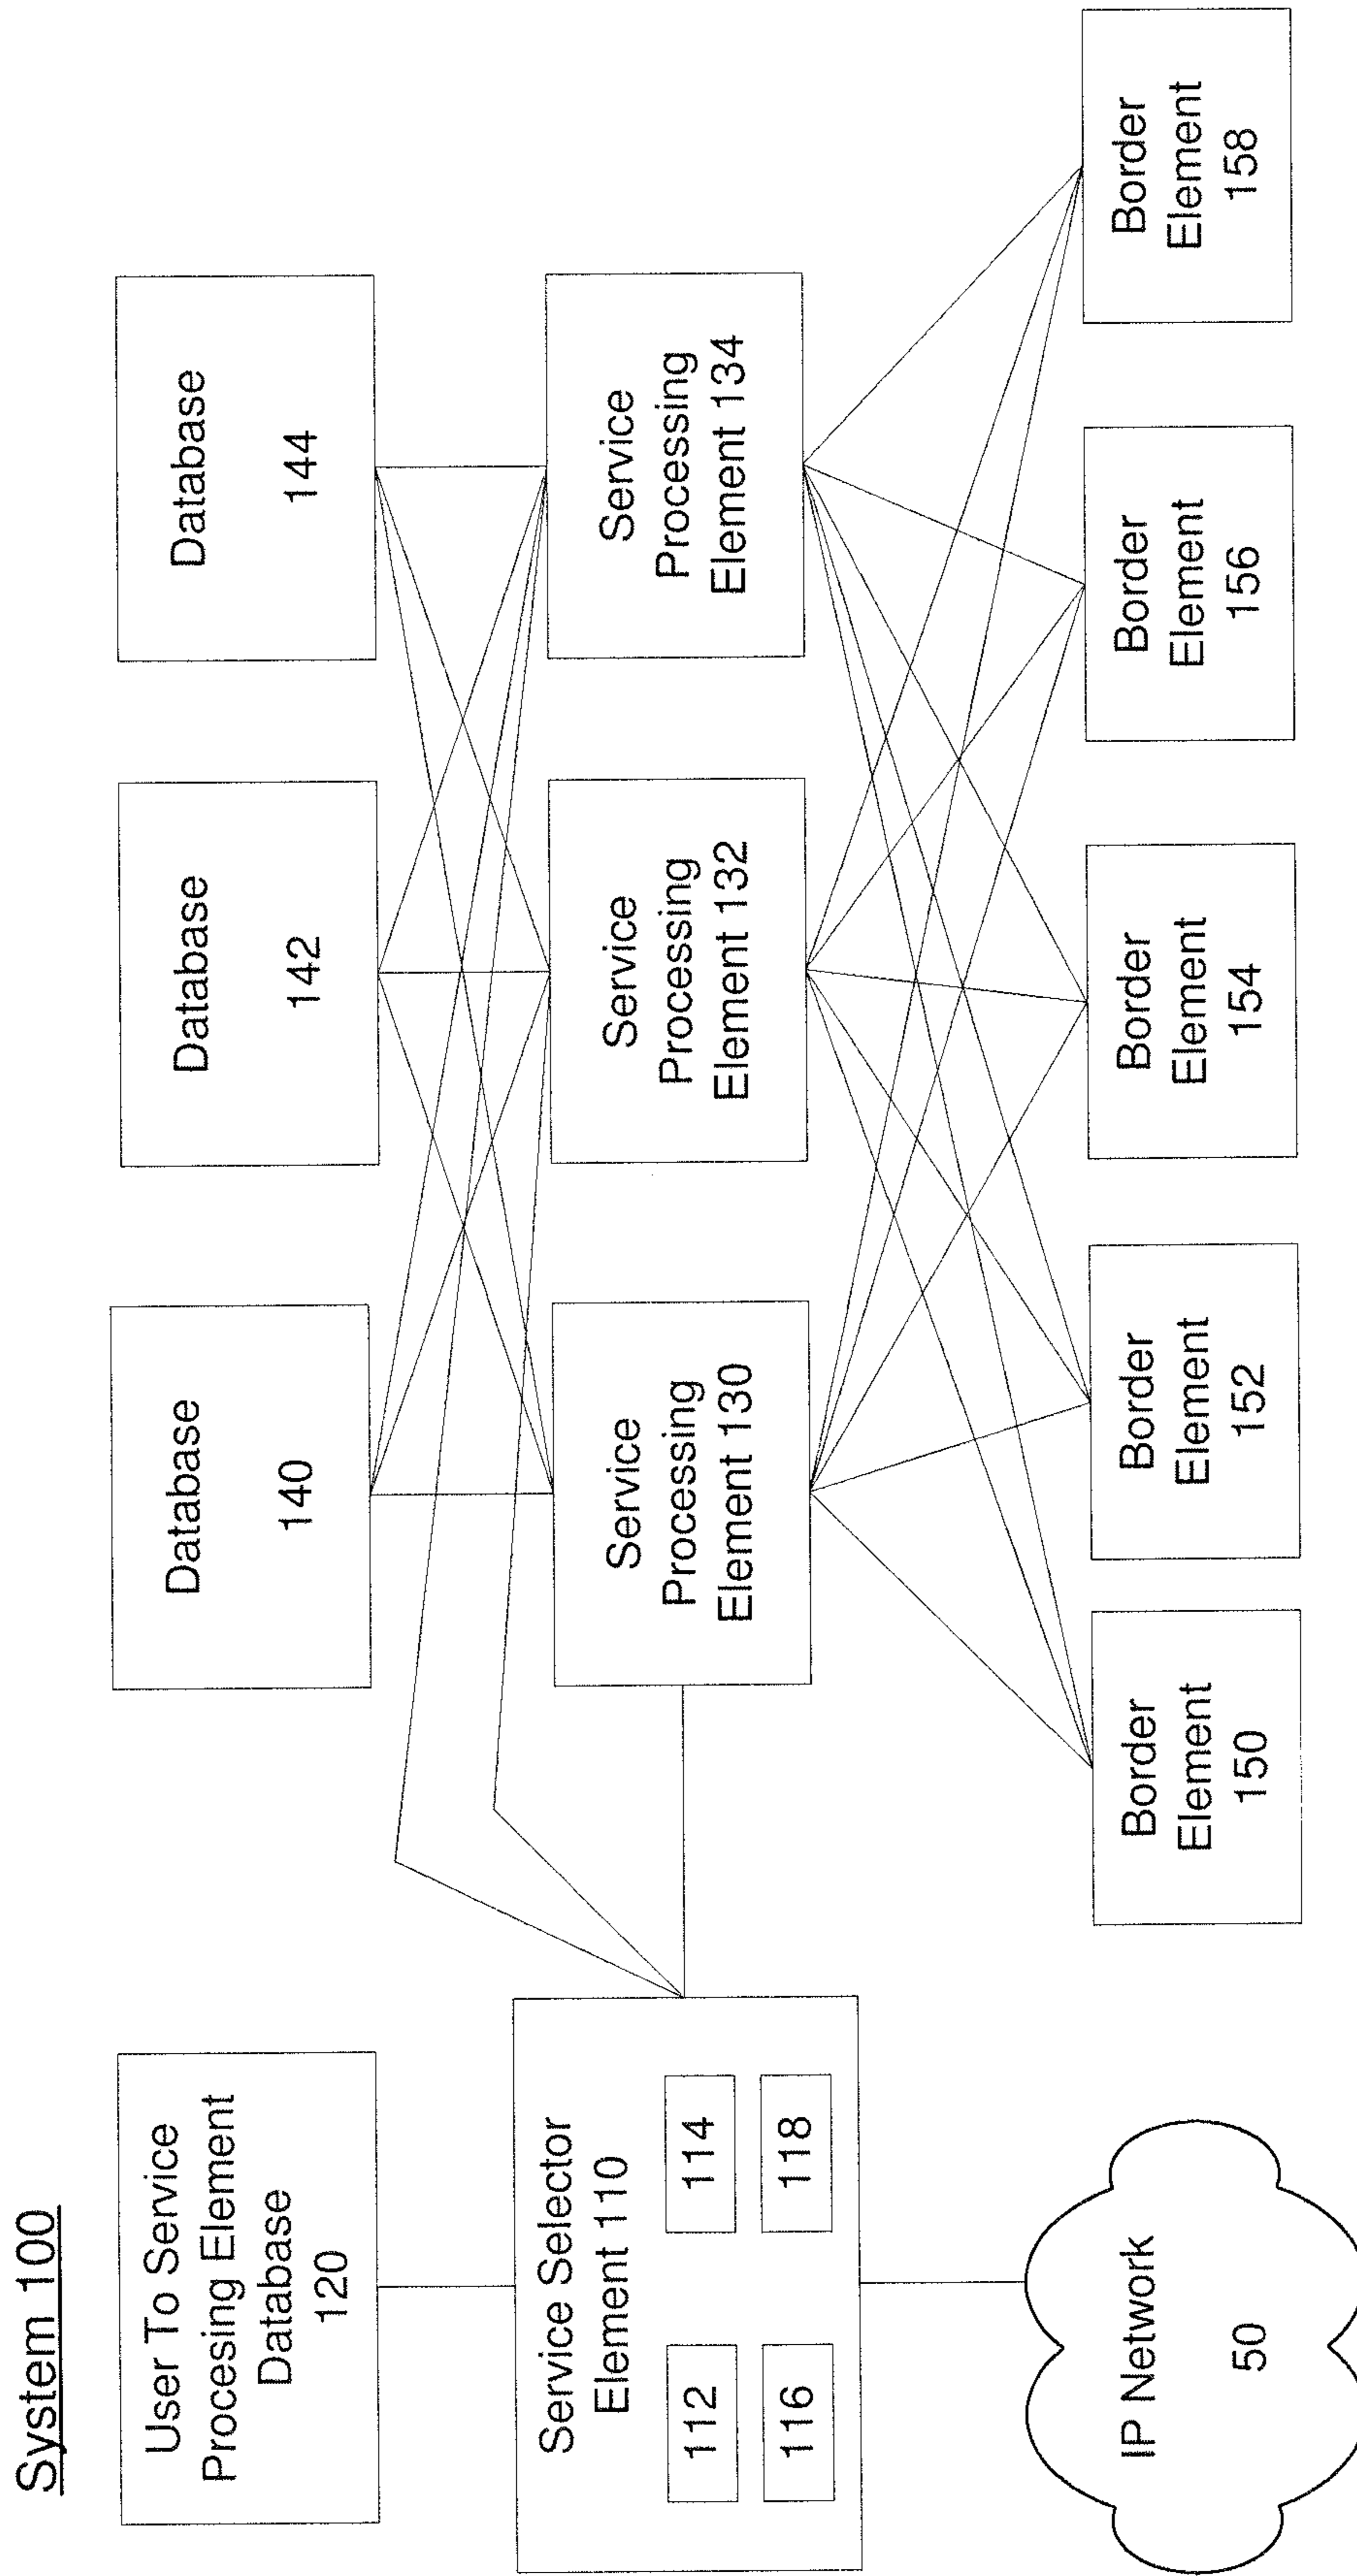 System 100
User To Service
Procesing Element
Database
120
Database
140
Database
142
Database
144
Service Selector
Element 110
112
114
116
118
Service
Processing
Element 130
Service
Processing
Element 132
Service
Processing
Element 134
IP Network
50
Border
Element
150
Border
Element
152
Border
Element
154
Border
Element
156
Border
Element
158